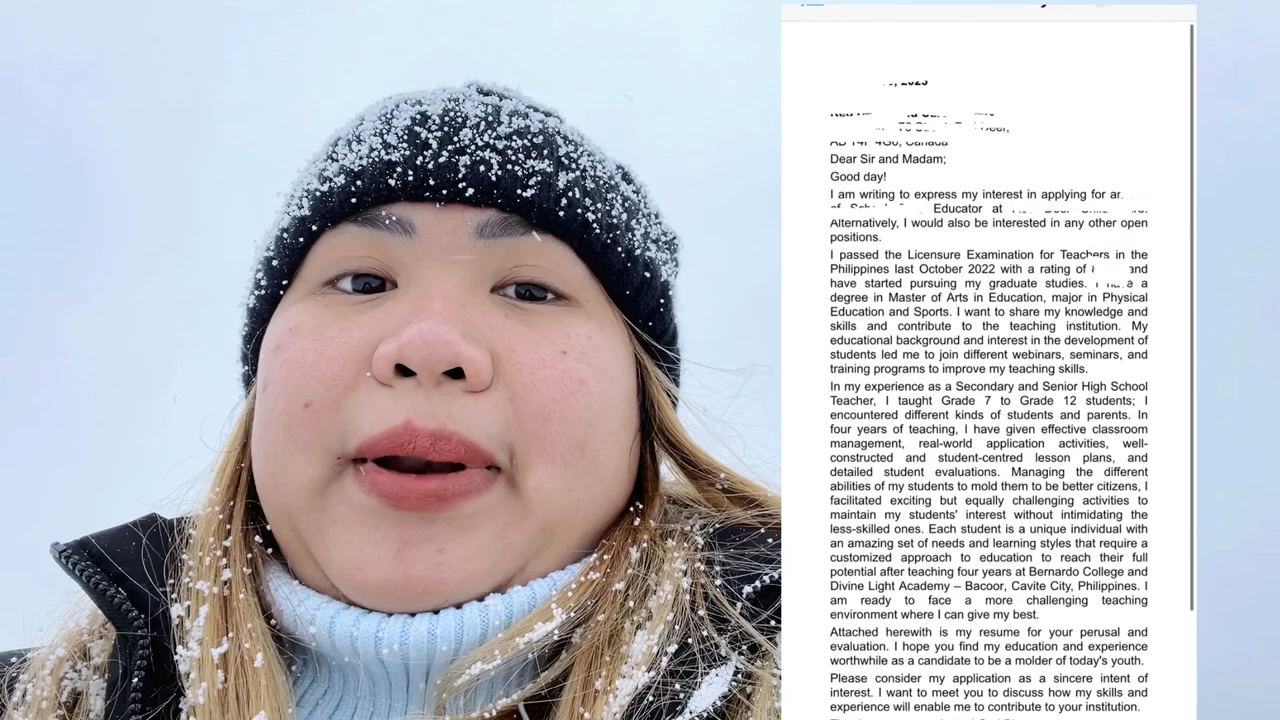 2023
Canada
Dear Sir and Madam;
Good day!
I am writing to express my interest in applying for
of Educator at
Alternatively, I would also be interested in any other open
positions.
I passed the Licensure Examination for Teachers in the
Philippines last October 2022 with a rating of and
have started pursuing my graduate studies. I have a
degree in Master of Arts in Education, major in Physical
Education and Sports. I want to share my knowledge and
skills and contribute to the teaching institution. My
educational background and interest in the development of
students led me to join different webinars, seminars, and
training programs to improve my teaching skills.
In my experience as a Secondary and Senior High School
Teacher, I taught Grade 7 to Grade 12 students; I
encountered different kinds of students and parents. In
four years of teaching, I have given effective classroom
management, real-world application activities, well-
constructed and student-centred lesson plans, and
detailed student evaluations. Managing the different
abilities of my students to mold them to be better citizens, I
facilitated exciting but equally challenging activities to
maintain my students' interest without intimidating the
less-skilled ones. Each student is a unique individual with
an amazing set of needs and learning styles that require a
customized approach to education to reach their full
potential after teaching four years at Bernardo College and
Divine Light Academy – Bacoor, Cavite City, Philippines. I
am ready to face a more challenging teaching
environment where I can give my best.
Attached herewith is my resume for your perusal and
evaluation. I hope you find my education and experience
worthwhile as a candidate to be a molder of today's youth.
Please consider my application as a sincere intent of
interest. I want to meet you to discuss how my skills and
experience will enable me to contribute to your institution.